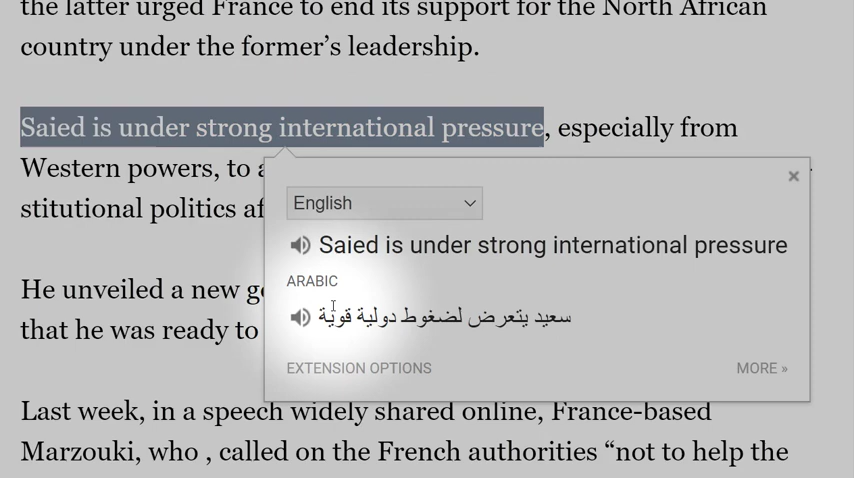 the latter urged France to end its support for the North African
country under the former’s leadership.
Saied is under strong international pressure, especially from
Western powers, to a
stitutional politics af
He unveiled a new g
that he was ready to
Last week, in a speech widely shared online, France-based
Marzouki, who , called on the French authorities “not to help the
English
Saied is under strong international pressure
ARABIC
سعيد يتعرض لضغوط دولية قوية
EXTENSION OPTIONS
MORE »